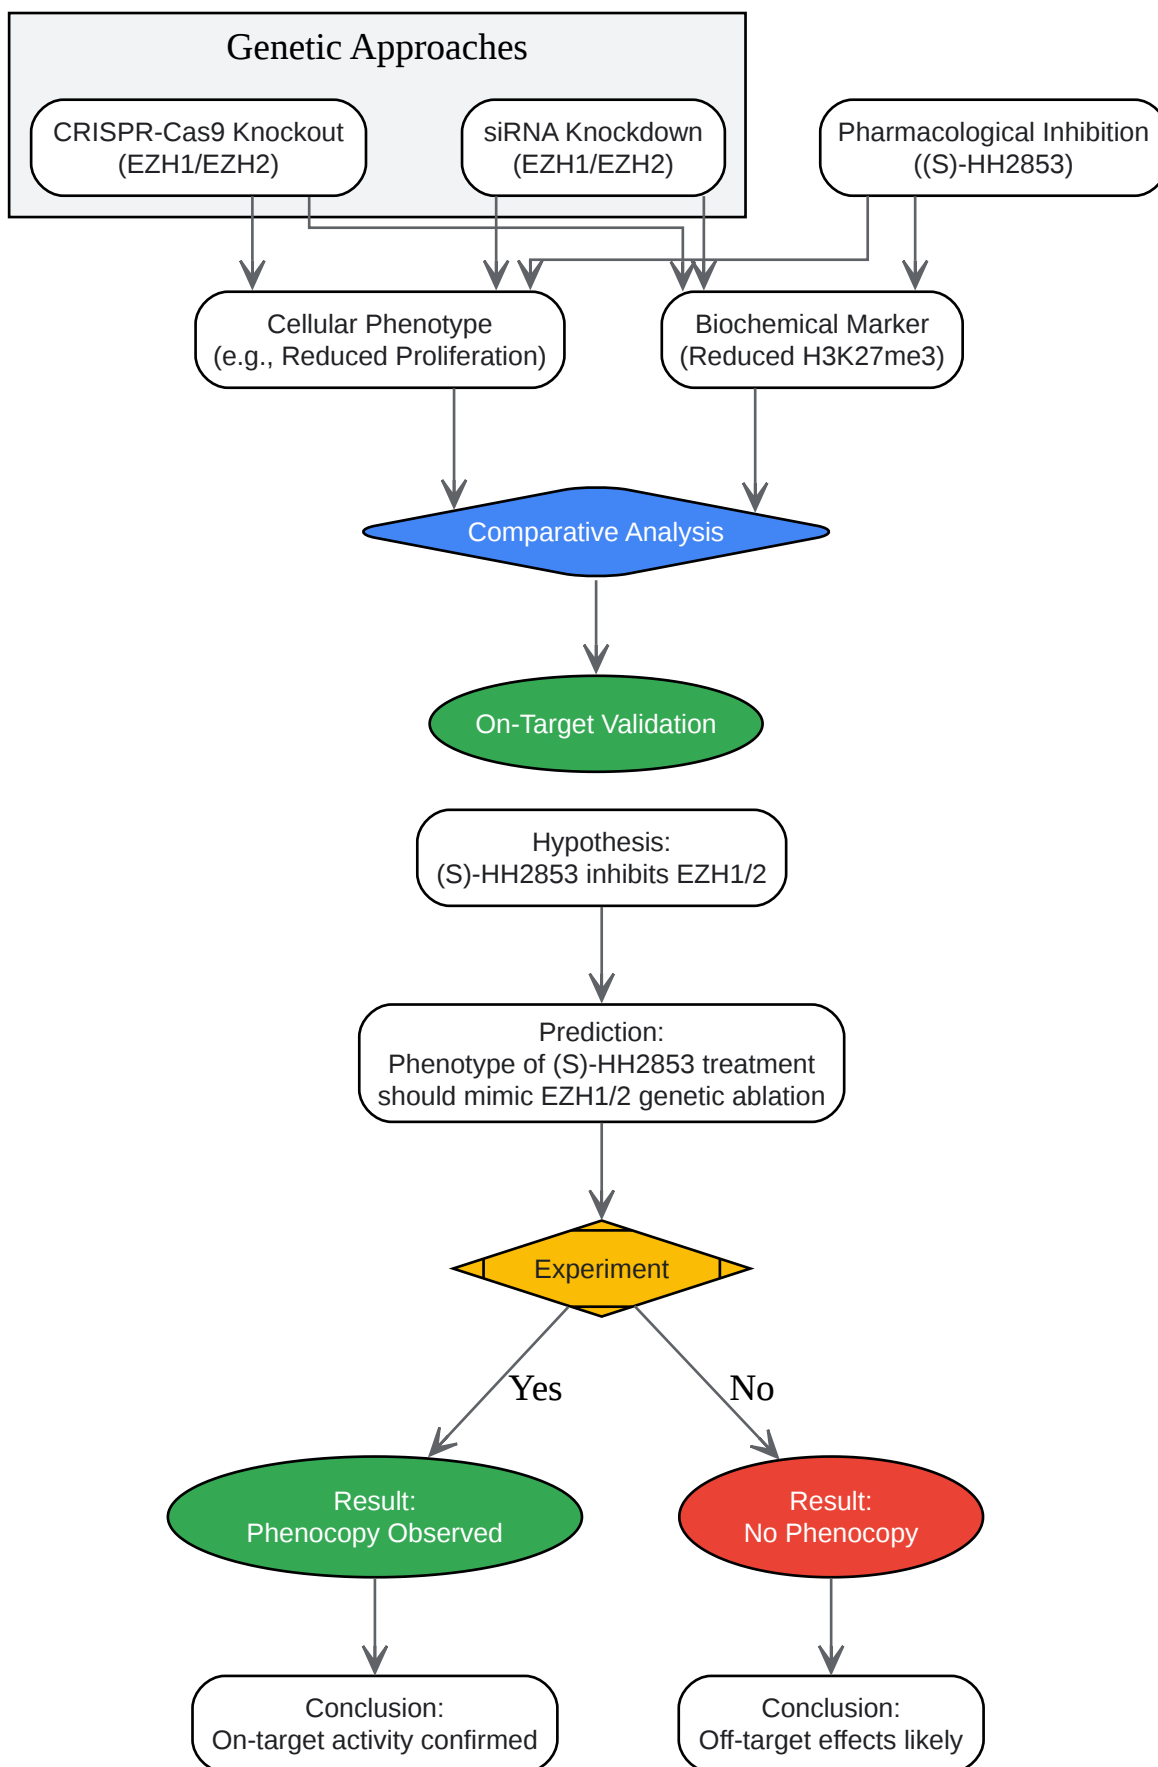 Genetic Approaches
CRISPR-Cas9 Knockout
(EZH1/EZH2)
siRNA Knockdown
(EZH1/EZH2)
Pharmacological Inhibition
((S)-HH2853)
Cellular Phenotype
(e.g., Reduced Proliferation)
Biochemical Marker
(Reduced H3K27me3)
Comparative Analysis
On-Target Validation
Hypothesis:
(S)-HH2853 inhibits EZH1/2
Prediction:
Phenotype of (S)-HH2853 treatment
should mimic EZH1/2 genetic ablation
Experiment
Yes
No
Result:
Phenocopy Observed
Result:
No Phenocopy
Conclusion:
On-target activity confirmed
Conclusion:
Off-target effects likely